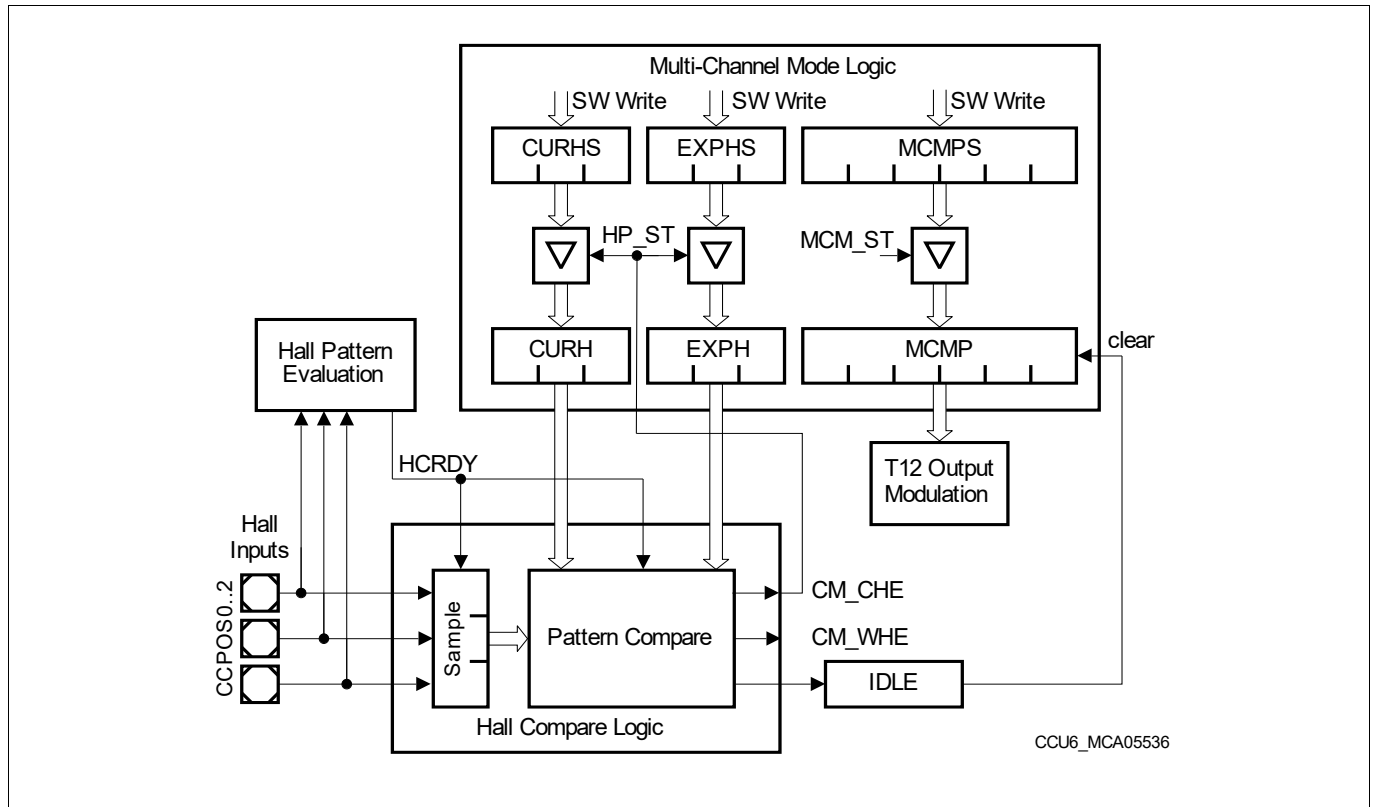 Multi-Channel Mode Logic
SW Write
SW Write
SW Write
CURHS
EXPHS
MCMPS
HP_ST
MCM_ST
CURH
EXPH
MCMP
clear
Hall Pattern
Evaluation
HCRDY
T12 Output
Modulation
Hall
Inputs
CCPOS0..2
Sample
Pattern Compare
CM_CHE
CM_WHE
IDLE
Hall Compare Logic
CCU6_MCA05536